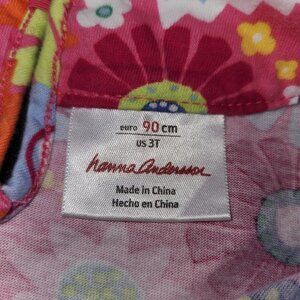 euro 90 cm
US 3T
hanna andersson
Made in China
Hecho en China